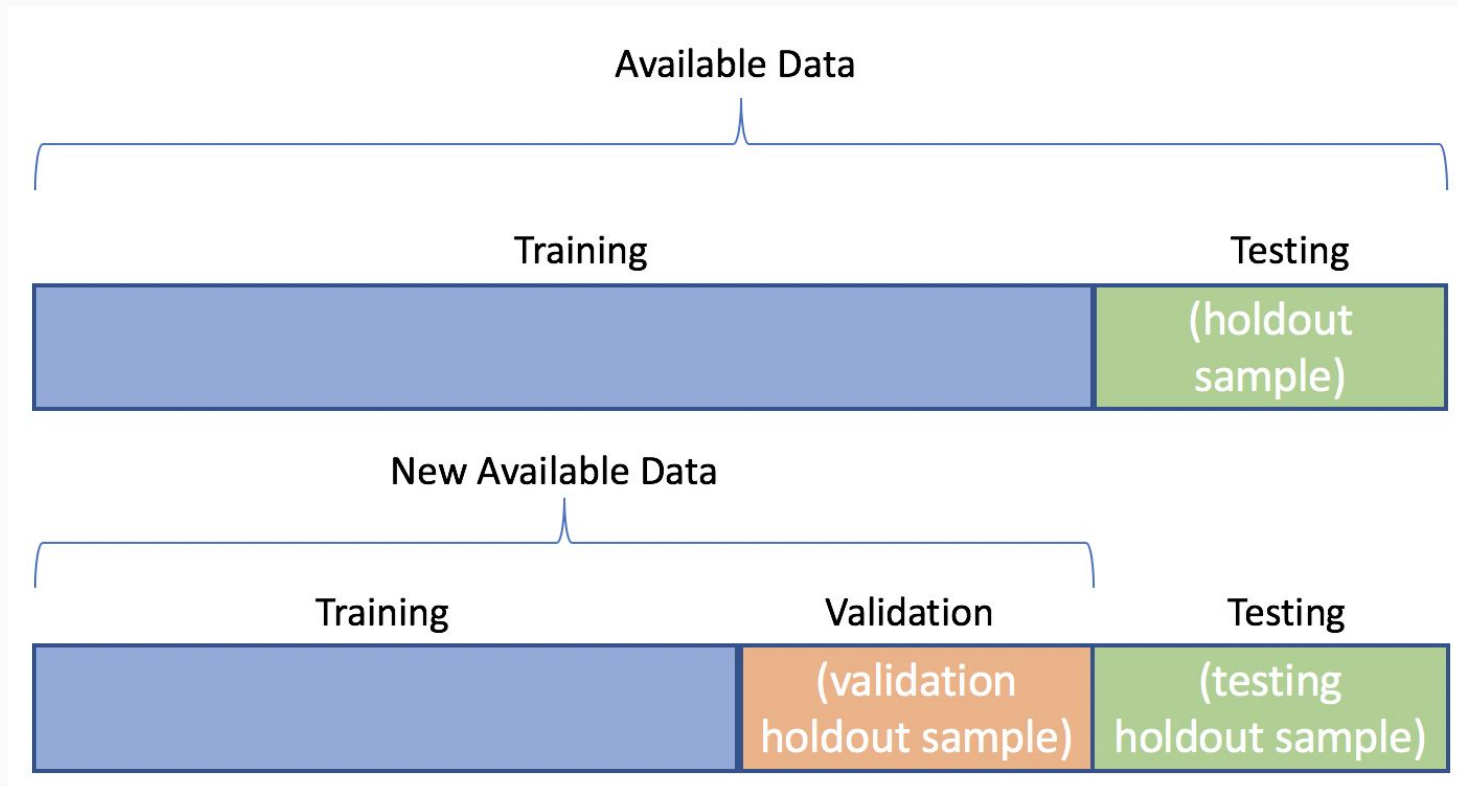 Available Data
Training
Testing
(holdout
sample)
New Available Data
Training
Validation
Testing
(validation
holdout sample)
(testing
holdout sample)